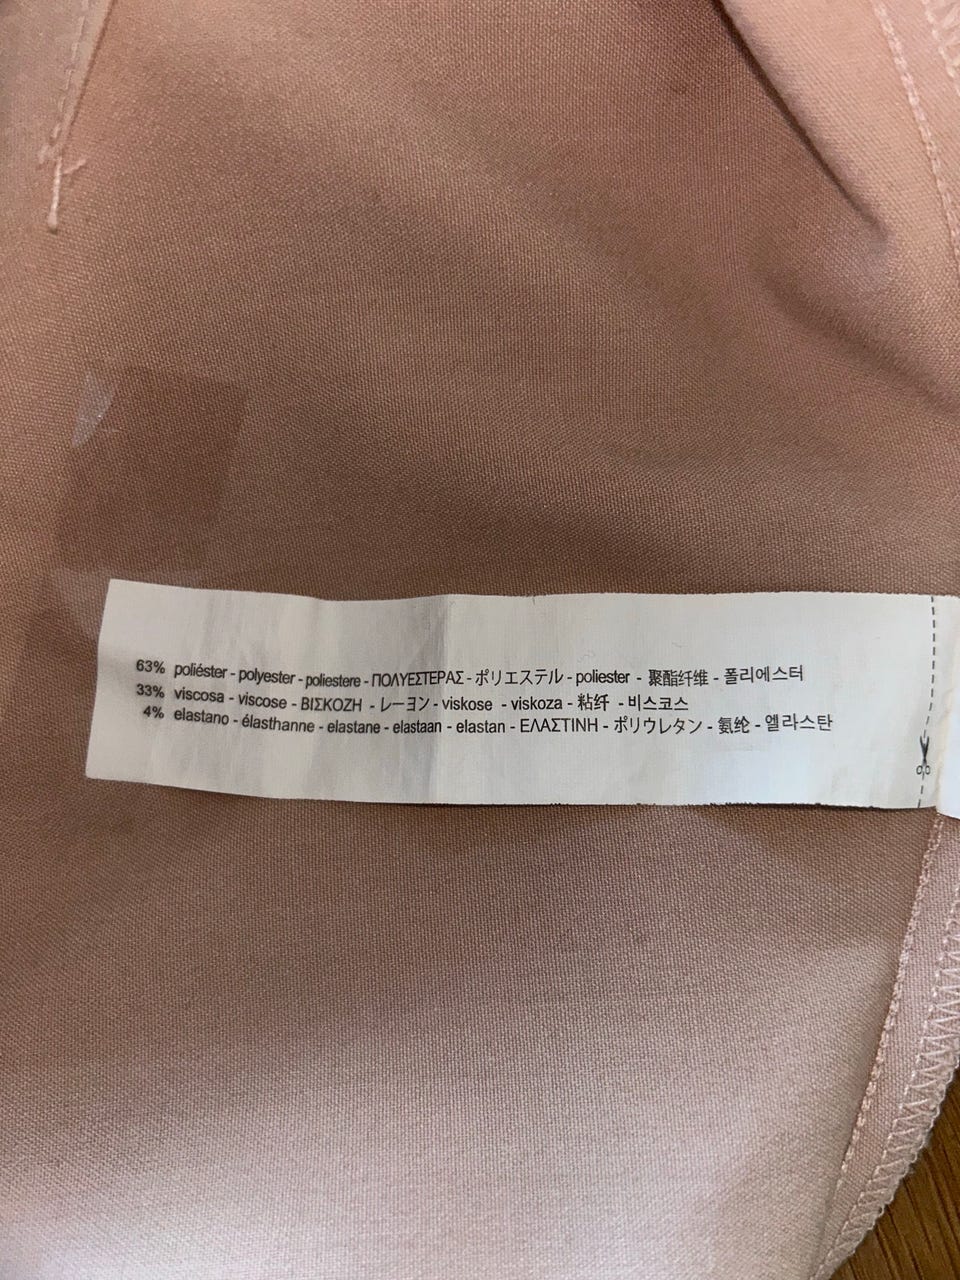 63% poliéster - polyester - poliestere - ΠΟΛΥΕΣΤΕΡΑΣ - ポリエステル - poliester - 聚酯纤维 - 폴리에스터
33% viscosa - viscose - ΒΙΣΚΟΖΗ - レーヨン - viskose - viskoza - 粘纤 - 비스코스
4% elastano - élasthanne - elastane - elastaan - elastan - ΕΛΑΣΤΙΝΗ - ポリウレタン - 氨纶 - 엘라스탄